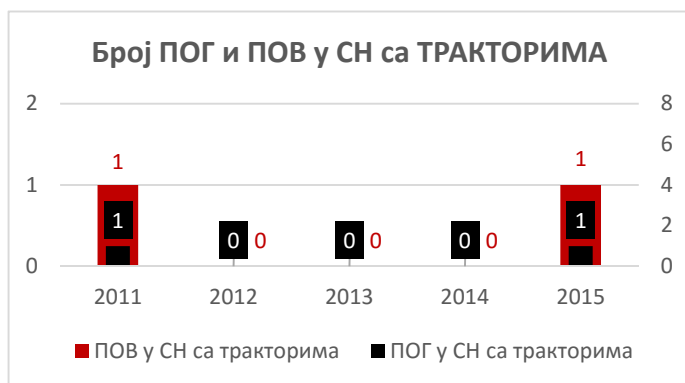 Број ПОГ и ПОВ у СН са ТРАКТОРИМА
2 8
1 1
6
1 4
1 0 0 0 0 0 0 1 2
0 0
2011 2012 2013 2014 2015
ПОВ у СН са тракторима ПОГ у СН са тракторима